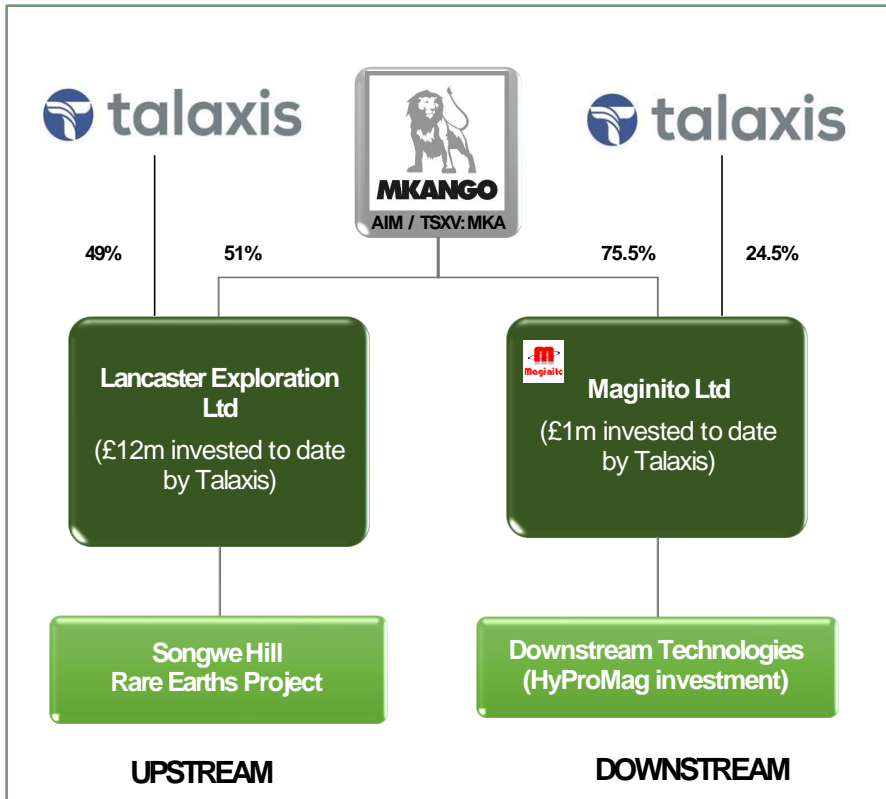 talaxis
MKANGO
AIM / TSXV: MKA
talaxis
49%
51%
75.5%
24.5%
Lancaster Exploration
Ltd
(£12m invested to date
by Talaxis)
Maginito
Maginito Ltd
(£1m invested to date
by Talaxis)
Songwe Hill
Rare Earths Project
Downstream Technologies
(HyProMag investment)
UPSTREAM
DOWNSTREAM